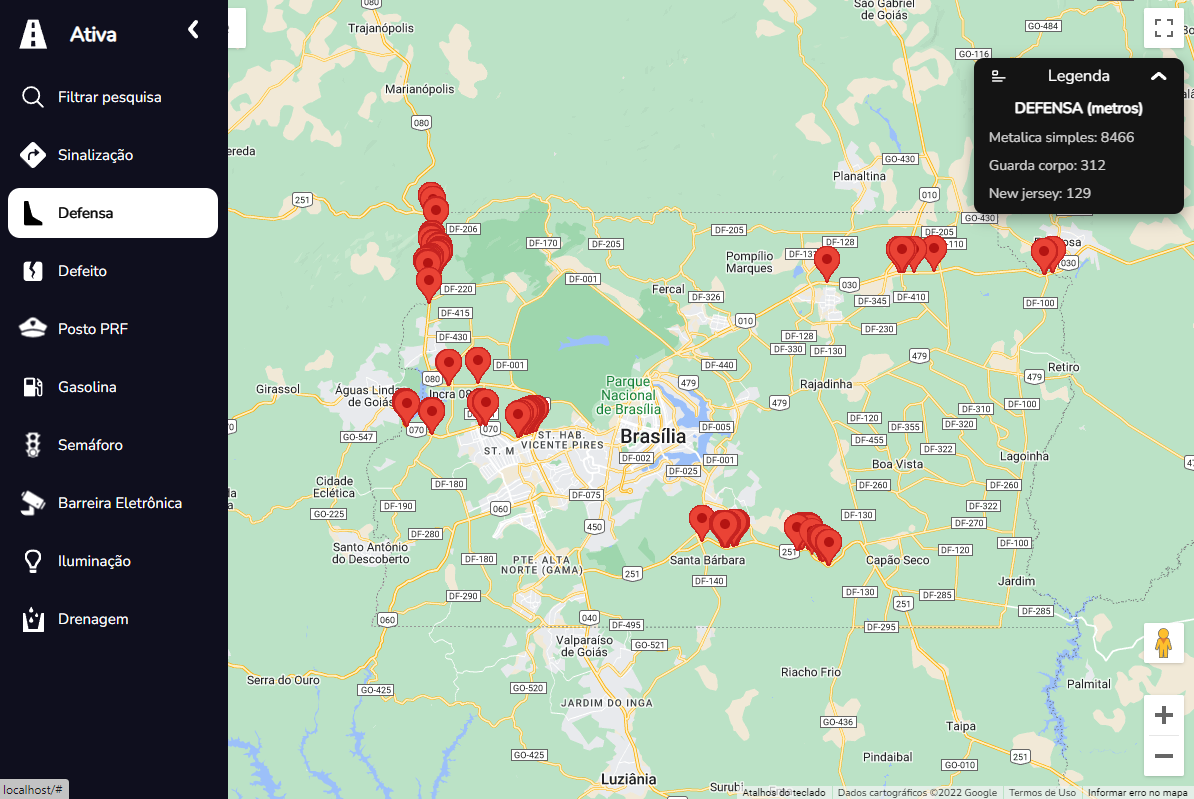 Ativa
Filtrar pesquisa
Sinalização
Defensa
Defeito
Posto PRF
Gasolina
Semáforo
Barreira Eletrônica
Iluminação
Drenagem
localhost/#
Legenda
DEFENSA (metros)
Metalica simples: 8466
Guarda corpo: 312
New jersey: 129
080
São Gabriel
de Goiás
Trajanópolis
GO-484
GO-116
Marianópolis
080
ereda
GO-430
Planaltina
251
010
GO-430
DF-206
DF-170
DF-205
DF-205
DF-128
DF-205
DF-110
Pompílio
Marques
030
DF-001
DF-220
Fercal
DF-326
030
DF-345
DF-410
DF-100
DF-415
010
DF-230
DF-430
DF-128
DF-330
DF-130
479
DF-001
DF-440
Retiro
080
Parque
Nacional
de Brasília
479
Rajadinha
479
Girassol
Águas Linda
de Goiás
Incra 08
479
DF-100
DF-310
DF-120
DF-320
DF-355
070
070
DF-005
GO-547
ST. HAB.
VICENTE PIRES
Brasília
DF-455
DF-322
ST. M
DF-002
DF-001
Boa Vista
Lagoinha
DF-025
Cidade
Eclética
DF-180
DF-260
DF-260
DF-075
DF-190
060
DF-322
GO-225
DF-130
DF-270
450
DF-280
DF-100
Santo Antônio
do Descoberto
DF-180
PTE. ALTA
NORTE (GAMA)
Santa Bárbara
251
DF-120
Capão Seco
251
DF-140
Jardim
DF-290
DF-130
DF-285
251
DF-285
060
040
DF-495
DF-295
Valparaíso
de Goiás
GO-521
Riacho Frio
Serra do Ouro
GO-425
GO-520
Palmital
JARDIM DO INGA
GO-436
Taipa
GO-425
Pindaibal
251
GO-010
Luziânia
Atalhos do teclado
Dados cartográficos ©2022 Google
Termos de Uso
Informar erro no mapa